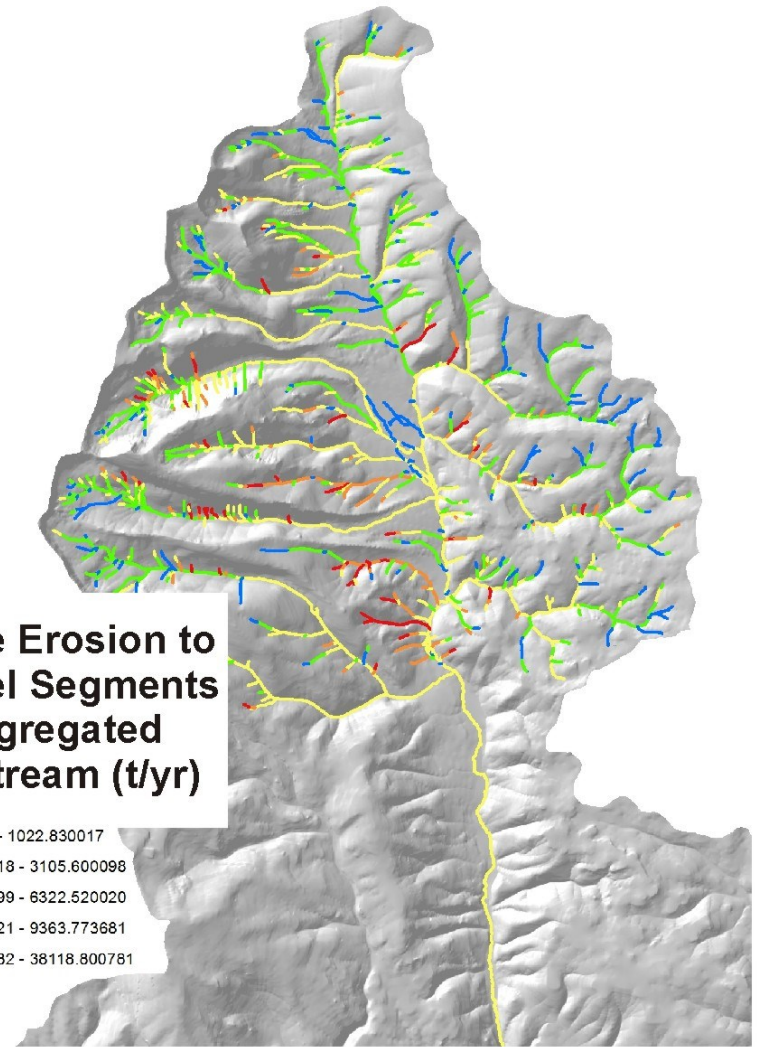 e Erosion to
el Segments
gregated
tream (t/yr)
- 1022.830017
18 - 3105.600098
99 - 6322.520020
21 - 9363.773681
82 - 38118.800781